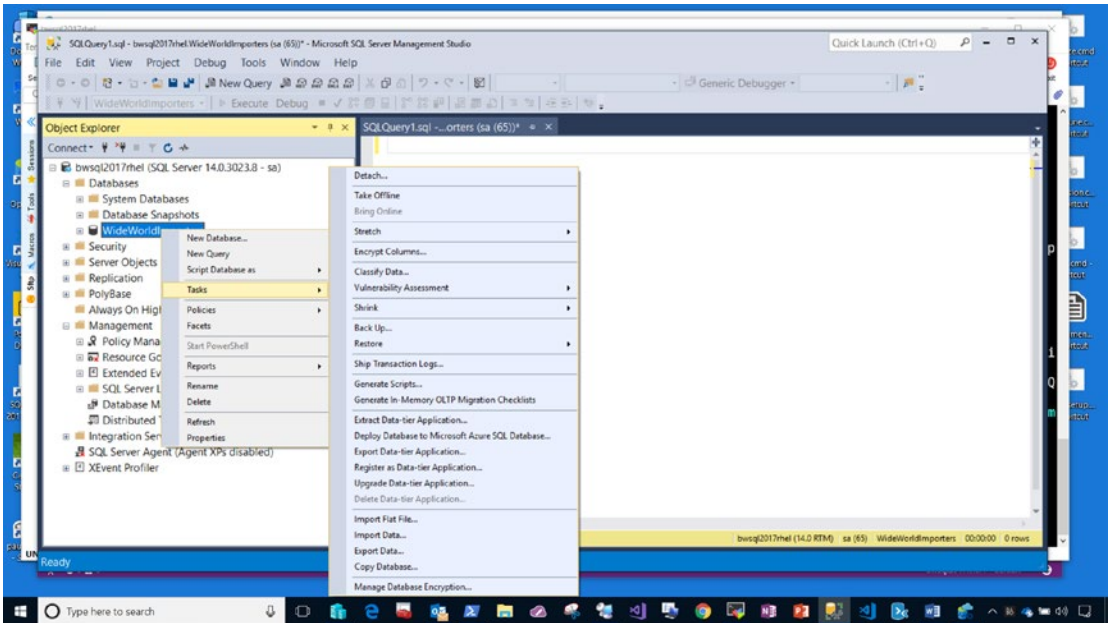 SQLQuery1.sql - bwsql2017rhel.WideWorldImporters (sa (65))* - Microsoft SQL Server Management Studio
Quick Launch (Ctrl+Q)
File Edit View Project Debug Tools Window Help
New Query
Generic Debugger
WideWorldImporters
Execute Debug
Object Explorer
SQLQuery1.sql -...orters (sa (65))*
Connect
bwsql2017rhel (SQL Server 14.0.3023.8 - sa)
Databases
System Databases
Database Snapshots
WideWorldI
Security
Server Objects
Replication
PolyBase
Always On High
Management
Policy Mana
Resource Go
Extended Ev
SQL Server L
Database M
Distributed T
Integration Ser
SQL Server Agent (Agent XPs disabled)
XEvent Profiler
New Database...
New Query
Script Database as
Tasks
Policies
Facets
Start PowerShell
Reports
Rename
Delete
Refresh
Properties
Detach...
Take Offline
Bring Online
Stretch
Encrypt Columns...
Classify Data...
Vulnerability Assessment
Shrink
Back Up...
Restore
Ship Transaction Logs...
Generate Scripts...
Generate In-Memory OLTP Migration Checklists
Extract Data-tier Application...
Deploy Database to Microsoft Azure SQL Database...
Export Data-tier Application...
Register as Data-tier Application...
Upgrade Data-tier Application...
Delete Data-tier Application...
Import Flat File...
Import Data...
Export Data...
Copy Database...
Manage Database Encryption...
bwsql2017rhel (14.0 RTM) sa (65) WideWorldImporters 00:00:00 0 rows
Ready
Sessions
Tools
Macros
Sftp
Type here to search